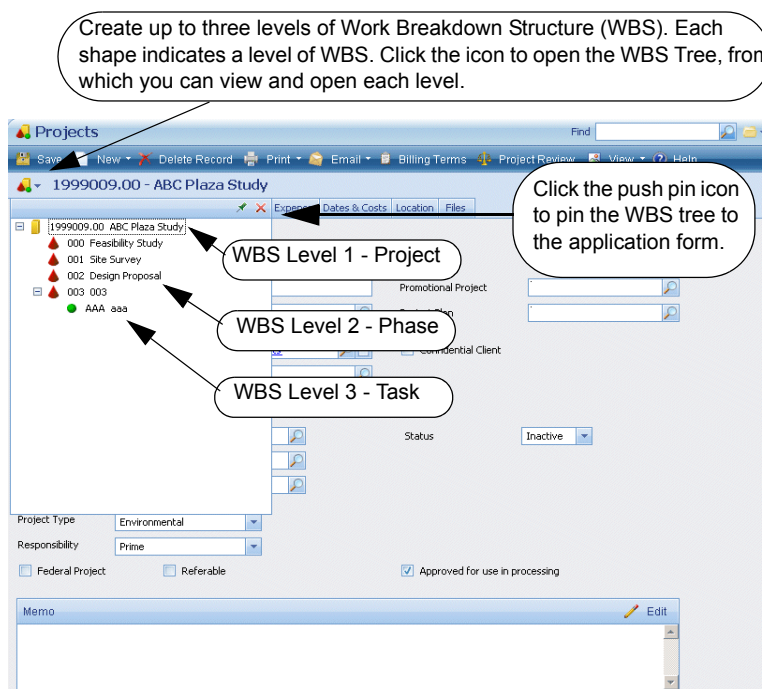 Create up to three levels of Work Breakdown Structure (WBS). Each
shape indicates a level of WBS. Click the icon to open the WBS Tree, from
which you can view and open each level.
Projects
Find
Save New Delete Record Print Email Billing Terms Project Review View Help
1999009.00 - ABC Plaza Study
Click the push pin icon
to pin the WBS tree to
the application form.
Expense Dates & Costs Location Files
1999009.00 ABC Plaza Study
000 Feasibility Study
001 Site Survey
002 Design Proposal
003 003
AAA aaa
WBS Level 1 - Project
WBS Level 2 - Phase
WBS Level 3 - Task
Promotional Project
Confidential Client
Status Inactive
Project Type Environmental
Responsibility Prime
Federal Project Referable Approved for use in processing
Memo Edit